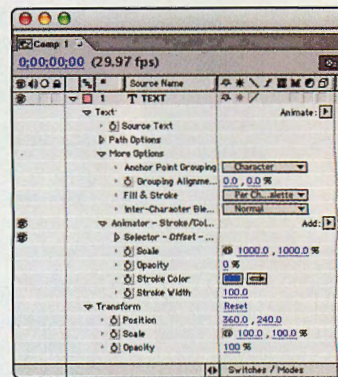 Comp 1
0;00;00;00 (29.97 fps)
# Source Name
1 T TEXT
Text Animate:
Source Text
Path Options
More Options
Anchor Point Grouping Character
Grouping Alignme... 0.0, 0.0 %
Fill & Stroke Per Ch...alette
Inter-Character Ble... Normal
Animator - Stroke/Col... Add:
Selector - Offset - ...
Scale 1000.0, 1000.0 %
Opacity 0 %
Stroke Color
Stroke Width 100.0
Transform Reset
Position 360.0, 240.0
Scale 100.0, 100.0 %
Opacity 100 %
Switches / Modes